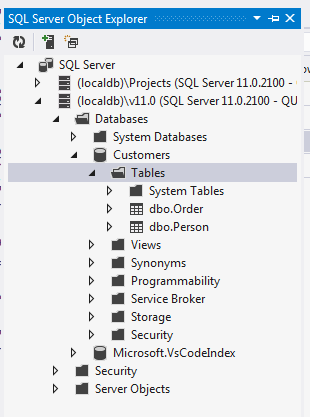 SQL Server Object Explorer
SQL Server
(localdb)\Projects (SQL Server 11.0.2100 - Q
(localdb)\v11.0 (SQL Server 11.0.2100 - QU
Databases
System Databases
Customers
Tables
System Tables
dbo.Order
dbo.Person
Views
Synonyms
Programmability
Service Broker
Storage
Security
Microsoft.VsCodeIndex
Security
Server Objects